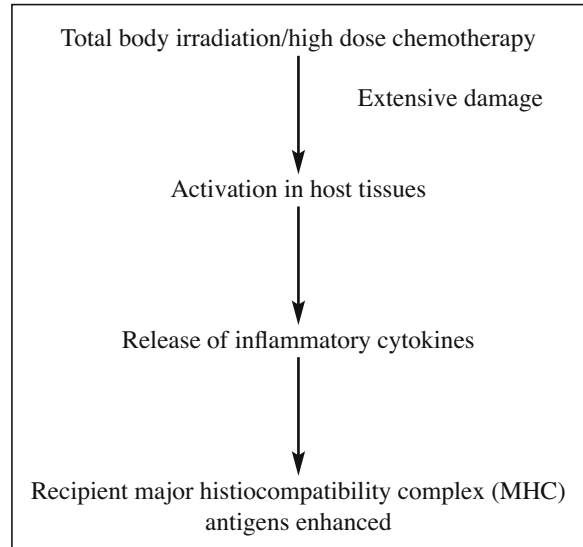 Total body irradiation/high dose chemotherapy
Extensive damage
Activation in host tissues
Release of inflammatory cytokines
Recipient major histiocompatibility complex (MHC)
antigens enhanced